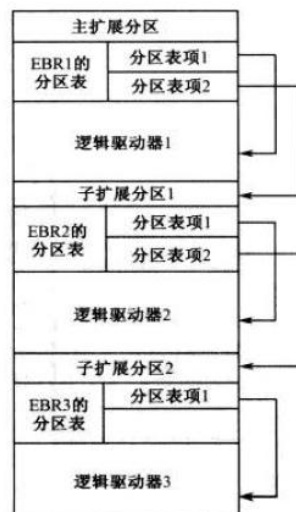 主扩展分区
EBR1的
分区表
分区表项1
分区表项2
逻辑驱动器1
子扩展分区1
EBR2的
分区表
分区表项1
分区表项2
逻辑驱动器2
子扩展分区2
EBR3的
分区表
分区表项1
逻辑驱动器3